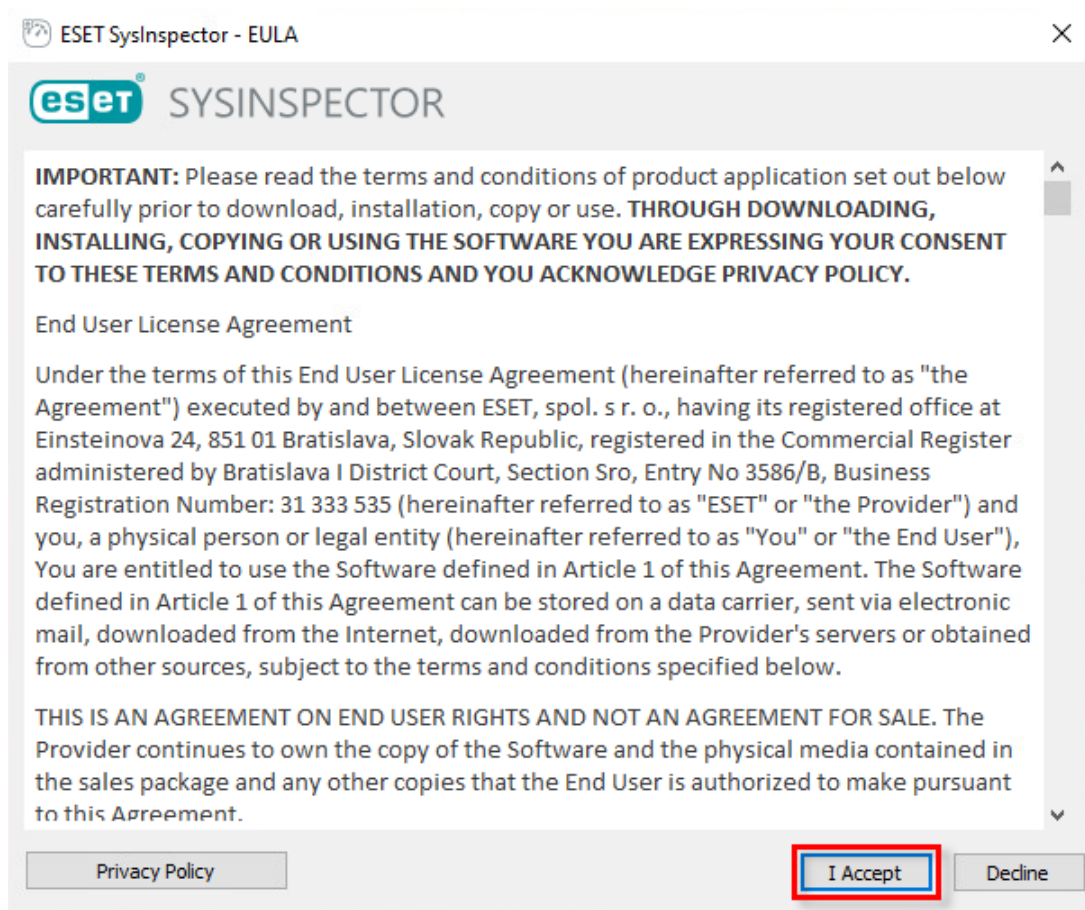 ESET SysInspector - EULA
eseт® SYSINSPECTOR
IMPORTANT: Please read the terms and conditions of product application set out below
carefully prior to download, installation, copy or use. THROUGH DOWNLOADING,
INSTALLING, COPYING OR USING THE SOFTWARE YOU ARE EXPRESSING YOUR CONSENT
TO THESE TERMS AND CONDITIONS AND YOU ACKNOWLEDGE PRIVACY POLICY.
End User License Agreement
Under the terms of this End User License Agreement (hereinafter referred to as "the
Agreement") executed by and between ESET, spol. s r. o., having its registered office at
Einsteinova 24, 851 01 Bratislava, Slovak Republic, registered in the Commercial Register
administered by Bratislava I District Court, Section Sro, Entry No 3586/B, Business
Registration Number: 31 333 535 (hereinafter referred to as "ESET" or "the Provider") and
you, a physical person or legal entity (hereinafter referred to as "You" or "the End User"),
You are entitled to use the Software defined in Article 1 of this Agreement. The Software
defined in Article 1 of this Agreement can be stored on a data carrier, sent via electronic
mail, downloaded from the Internet, downloaded from the Provider's servers or obtained
from other sources, subject to the terms and conditions specified below.
THIS IS AN AGREEMENT ON END USER RIGHTS AND NOT AN AGREEMENT FOR SALE. The
Provider continues to own the copy of the Software and the physical media contained in
the sales package and any other copies that the End User is authorized to make pursuant
to this Agreement.
Privacy Policy
I Accept
Decline